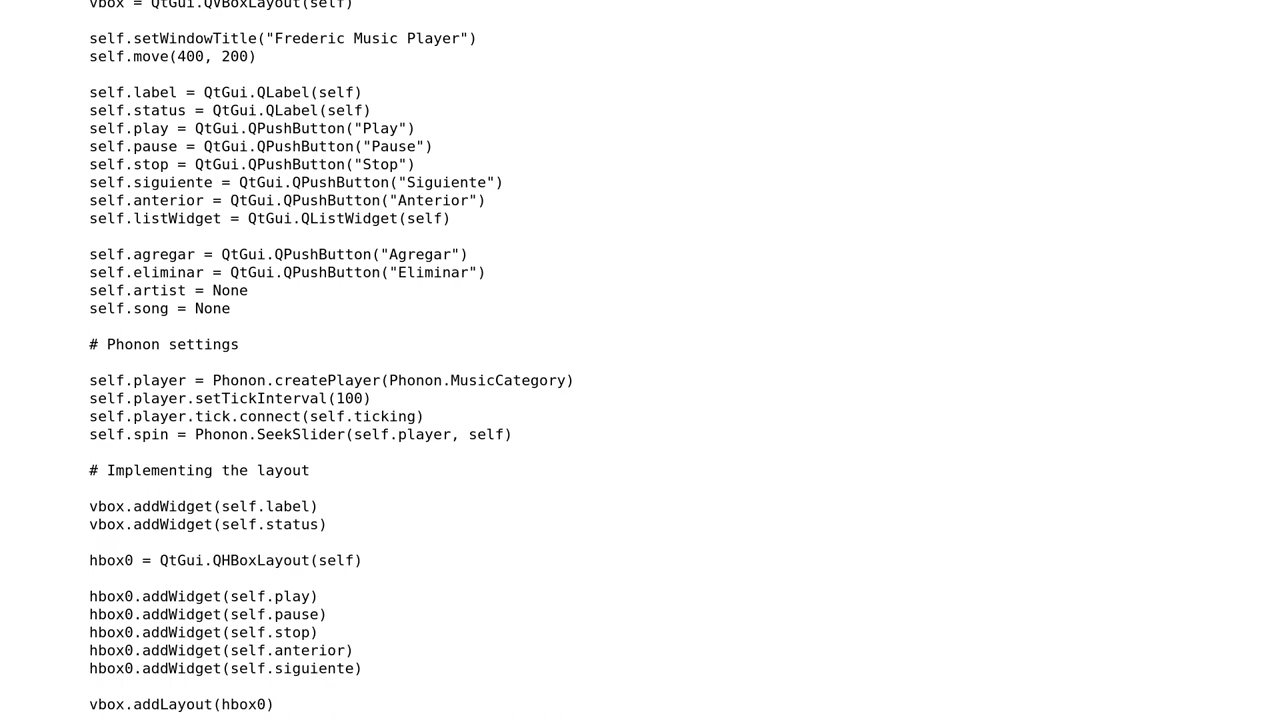 vbox = QtGui.QVBoxLayout(self)
self.setWindowTitle("Frederic Music Player")
self.move(400, 200)
self.label = QtGui.QLabel(self)
self.status = QtGui.QLabel(self)
self.play = QtGui.QPushButton("Play")
self.pause = QtGui.QPushButton("Pause")
self.stop = QtGui.QPushButton("Stop")
self.siguiente = QtGui.QPushButton("Siguiente")
self.anterior = QtGui.QPushButton("Anterior")
self.listWidget = QtGui.QListWidget(self)
self.agregar = QtGui.QPushButton("Agregar")
self.eliminar = QtGui.QPushButton("Eliminar")
self.artist = None
self.song = None
# Phonon settings
self.player = Phonon.createPlayer(Phonon.MusicCategory)
self.player.setTickInterval(100)
self.player.tick.connect(self.ticking)
self.spin = Phonon.SeekSlider(self.player, self)
# Implementing the layout
vbox.addWidget(self.label)
vbox.addWidget(self.status)
hbox0 = QtGui.QHBoxLayout(self)
hbox0.addWidget(self.play)
hbox0.addWidget(self.pause)
hbox0.addWidget(self.stop)
hbox0.addWidget(self.anterior)
hbox0.addWidget(self.siguiente)
vbox.addLayout(hbox0)